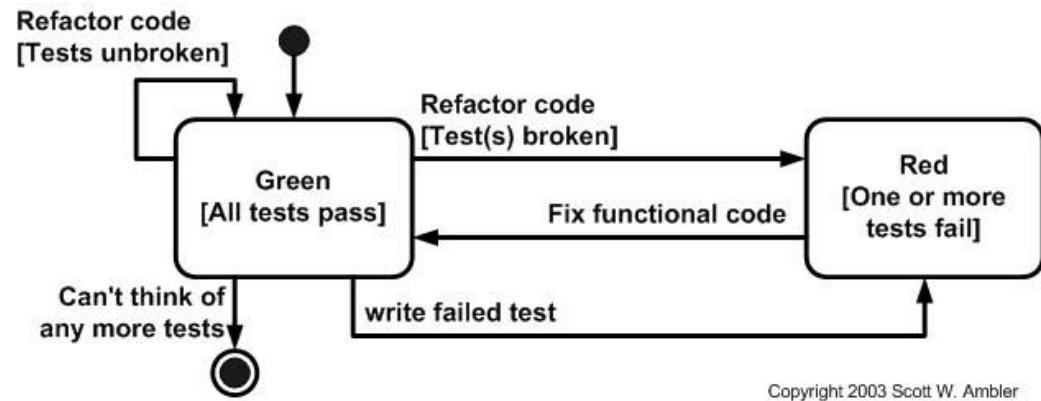 Refactor code
[Tests unbroken]
Refactor code
[Test(s) broken]
Green
[All tests pass]
Red
[One or more
tests fail]
Fix functional code
Can't think of
any more tests
write failed test
Copyright 2003 Scott W. Ambler